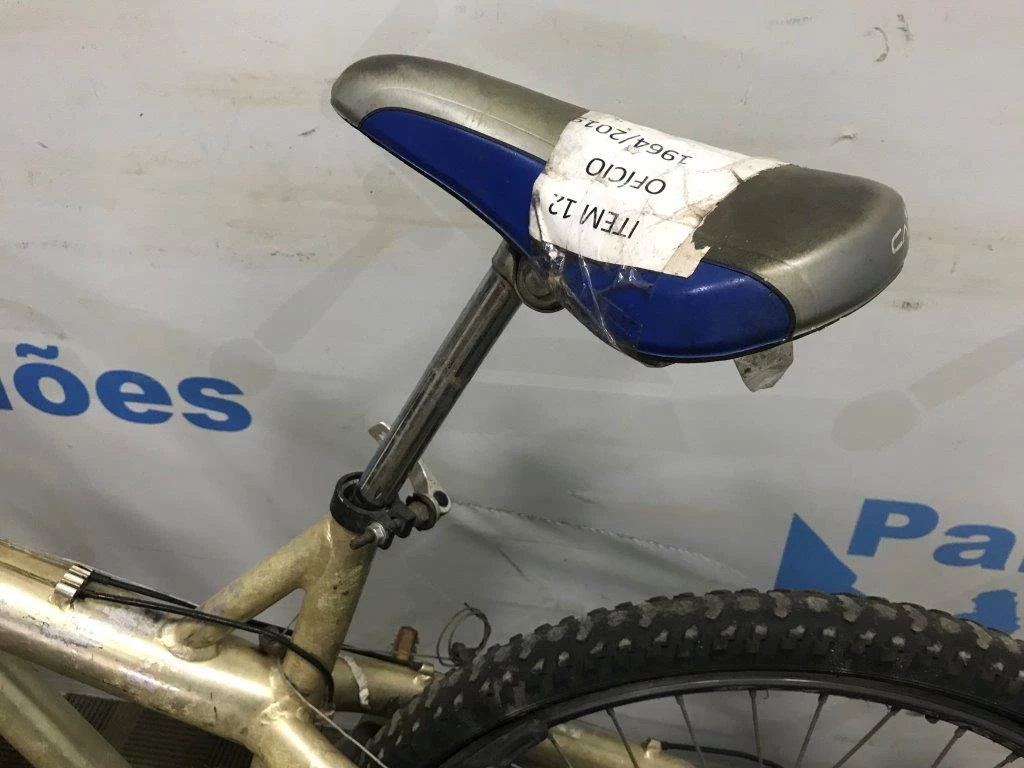 ITEM 12
OFÍCIO
1964/2019
ões
Pa